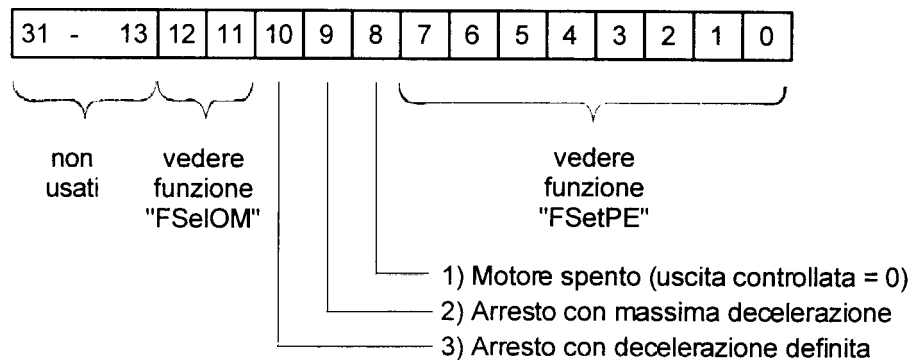 31 - 13 12 11 10 9 8 7 6 5 4 3 2 1 0
non
usati
vedere
funzione
"FSelOM"
vedere
funzione
"FSetPE"
1) Motore spento (uscita controllata = 0)
2) Arresto con massima decelerazione
3) Arresto con decelerazione definita